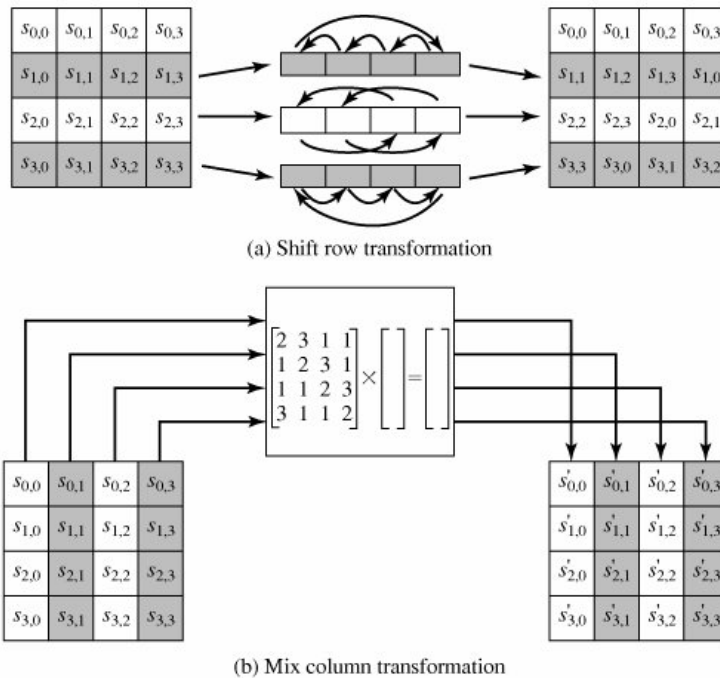 s0,0 s0,1 s0,2 s0,3 s0,0 s0,1 s0,2 s0,3
s1,0 s1,1 s1,2 s1,3 s1,1 s1,2 s1,3 s1,0
s2,0 s2,1 s2,2 s2,3 s2,2 s2,3 s2,0 s2,1
s3,0 s3,1 s3,2 s3,3 s3,3 s3,0 s3,1 s3,2
(a) Shift row transformation
2 3 1 1
1 2 3 1 × =
1 1 2 3
3 1 1 2
s0,0 s0,1 s0,2 s0,3 s'0,0 s'0,1 s'0,2 s'0,3
s1,0 s1,1 s1,2 s1,3 s'1,0 s'1,1 s'1,2 s'1,3
s2,0 s2,1 s2,2 s2,3 s'2,0 s'2,1 s'2,2 s'2,3
s3,0 s3,1 s3,2 s3,3 s'3,0 s'3,1 s'3,2 s'3,3
(b) Mix column transformation